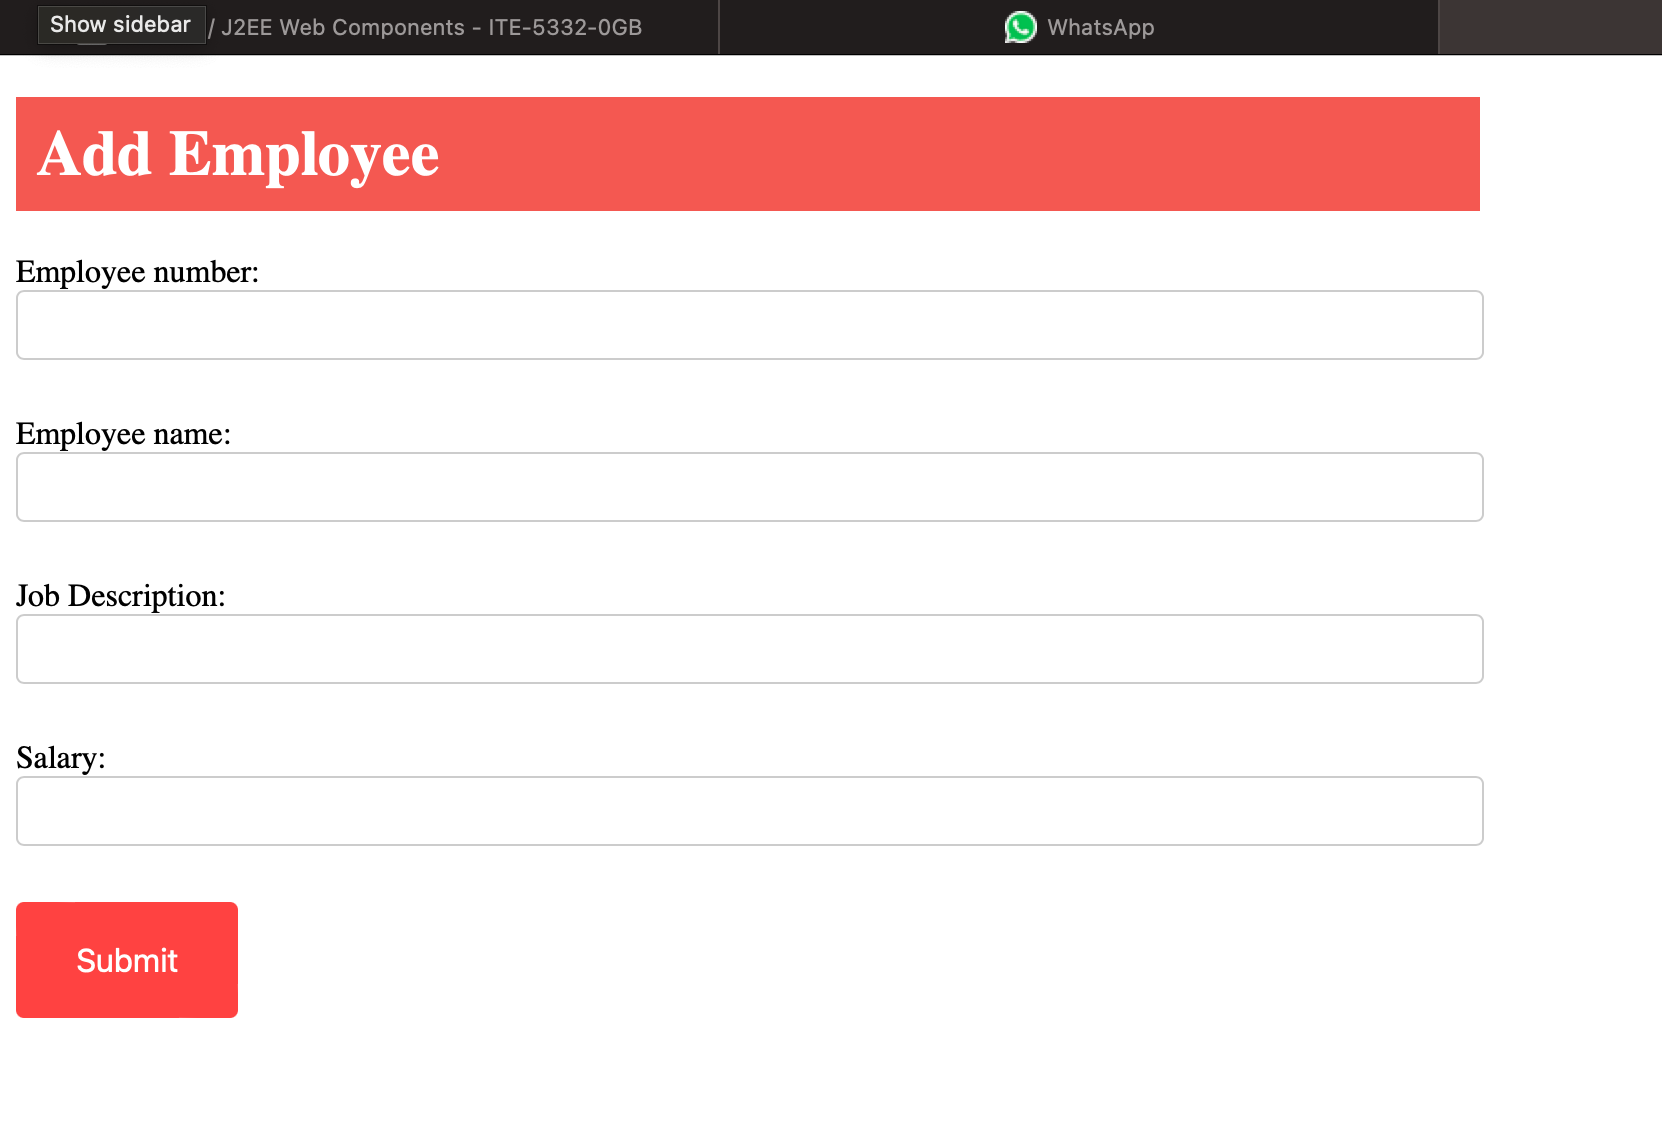 Show sidebar / J2EE Web Components - ITE-5332-0GB WhatsApp
Add Employee
Employee number:
Employee name:
Job Description:
Salary:
Submit